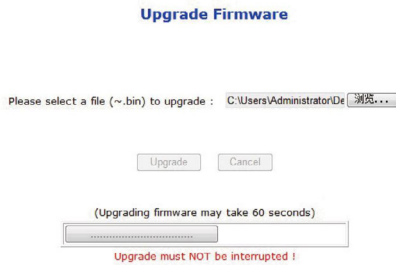 Upgrade Firmware
Please select a file (~.bin) to upgrade : C:\Users\Administrator\De 浏览...
Upgrade Cancel
(Upgrading firmware may take 60 seconds)
.................................
Upgrade must NOT be interrupted !